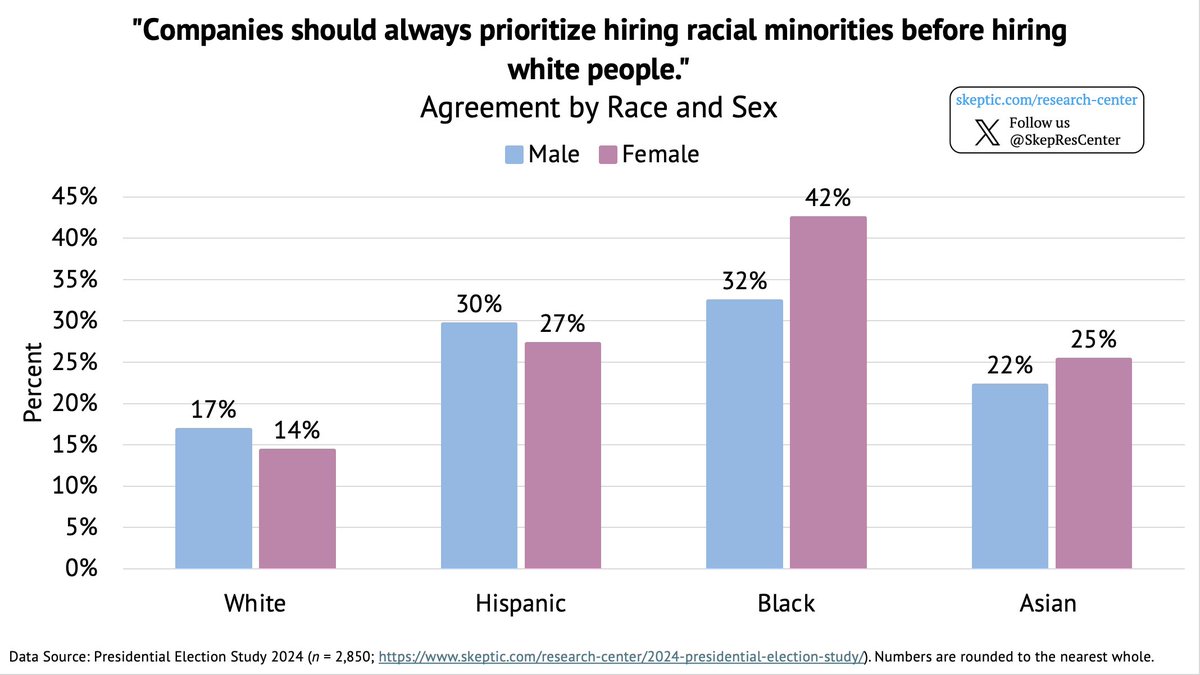 "Companies should always prioritize hiring racial minorities before hiring
white people."
Agreement by Race and Sex
skeptic.com/research-center
Follow us
@SkepResCenter
Male Female
45%
40%
35%
30%
25%
20%
15%
10%
5%
0%
Percent
17%
14%
30%
27%
32%
42%
22%
25%
White Hispanic Black Asian
Data Source: Presidential Election Study 2024 (n = 2,850; https://www.skeptic.com/research-center/2024-presidential-election-study/). Numbers are rounded to the nearest whole.